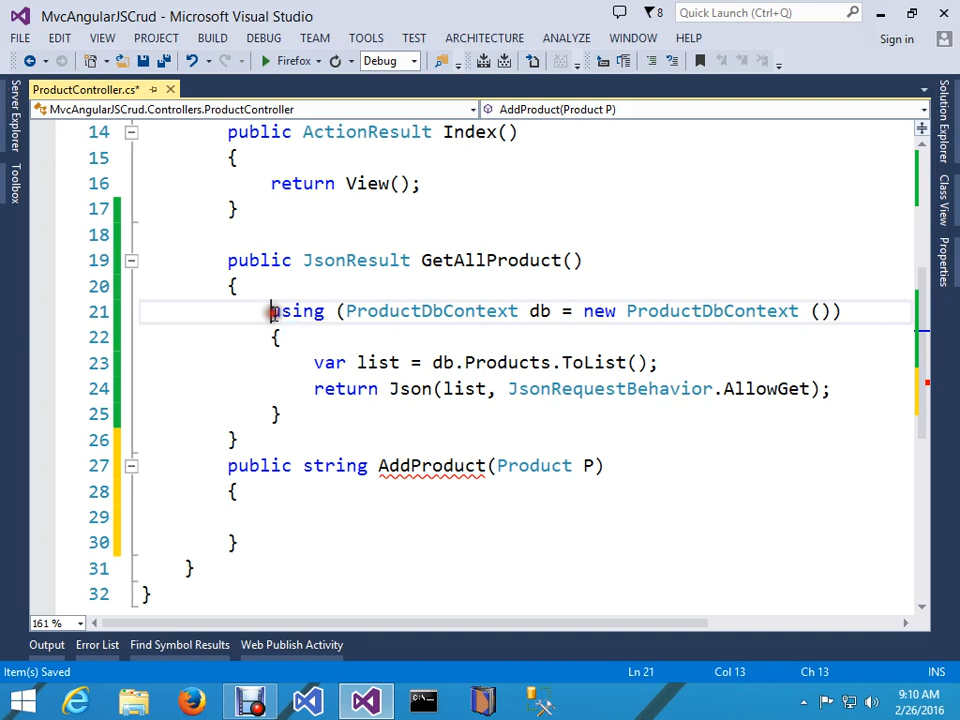 MvcAngularJSCrud - Microsoft Visual Studio
8
Quick Launch (Ctrl+Q)
FILE EDIT VIEW PROJECT BUILD DEBUG TEAM TOOLS TEST ARCHITECTURE ANALYZE WINDOW HELP
Sign in
Firefox
Debug
ProductController.cs*
MvcAngularJSCrud.Controllers.ProductController
AddProduct(Product P)
Server Explorer
Toolbox
Solution Explorer
Class View
Properties
14 public ActionResult Index()
15 {
16 return View();
17 }
18
19 public JsonResult GetAllProduct()
20 {
21 using (ProductDbContext db = new ProductDbContext ())
22 {
23 var list = db.Products.ToList();
24 return Json(list, JsonRequestBehavior.AllowGet);
25 }
26 }
27 public string AddProduct(Product P)
28 {
29
30 }
31 }
32 }
161 %
Output Error List Find Symbol Results Web Publish Activity
Item(s) Saved
Ln 21 Col 13 Ch 13 INS
9:10 AM
2/26/2016